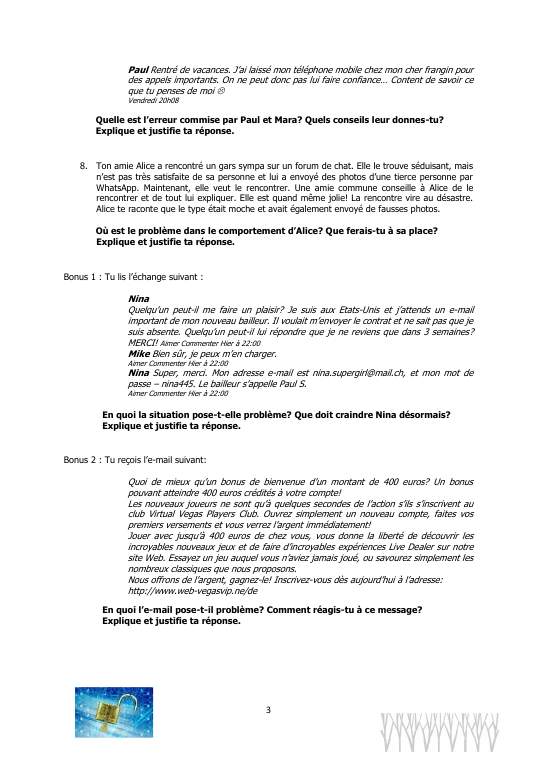 Paul Rentré de vacances. J'ai laissé mon téléphone mobile chez mon cher frangin pour
des appels importants. On ne peut donc pas lui faire confiance... Content de savoir ce
que tu penses de moi ☹
Vendredi 20h08
Quelle est l'erreur commise par Paul et Mara? Quels conseils leur donnes-tu?
Explique et justifie ta réponse.
8. Ton amie Alice a rencontré un gars sympa sur un forum de chat. Elle le trouve séduisant, mais
n'est pas très satisfaite de sa personne et lui a envoyé des photos d'une tierce personne par
WhatsApp. Maintenant, elle veut le rencontrer. Une amie commune conseille à Alice de le
rencontrer et de tout lui expliquer. Elle est quand même jolie! La rencontre vire au désastre.
Alice te raconte que le type était moche et avait également envoyé de fausses photos.
Où est le problème dans le comportement d'Alice? Que ferais-tu à sa place?
Explique et justifie ta réponse.
Bonus 1 : Tu lis l'échange suivant :
Nina
Quelqu'un peut-il me faire un plaisir? Je suis aux Etats-Unis et j'attends un e-mail
important de mon nouveau bailleur. Il voulait m'envoyer le contrat et ne sait pas que je
suis absente. Quelqu'un peut-il lui répondre que je ne reviens que dans 3 semaines?
MERCI! Aimer Commenter Hier à 22:00
Mike Bien sûr, je peux m'en charger.
Aimer Commenter Hier à 22:00
Nina Super, merci. Mon adresse e-mail est nina.supergirl@mail.ch, et mon mot de
passe – nina445. Le bailleur s'appelle Paul S.
Aimer Commenter Hier à 22:00
En quoi la situation pose-t-elle problème? Que doit craindre Nina désormais?
Explique et justifie ta réponse.
Bonus 2 : Tu reçois l'e-mail suivant:
Quoi de mieux qu'un bonus de bienvenue d'un montant de 400 euros? Un bonus
pouvant atteindre 400 euros crédités à votre compte!
Les nouveaux joueurs ne sont qu'à quelques secondes de l'action s'ils s'inscrivent au
club Virtual Vegas Players Club. Ouvrez simplement un nouveau compte, faites vos
premiers versements et vous verrez l'argent immédiatement!
Jouer avec jusqu'à 400 euros de chez vous, vous donne la liberté de découvrir les
incroyables nouveaux jeux et de faire d'incroyables expériences Live Dealer sur notre
site Web. Essayez un jeu auquel vous n'aviez jamais joué, ou savourez simplement les
nombreux classiques que nous proposons.
Nous offrons de l'argent, gagnez-le! Inscrivez-vous dès aujourd'hui à l'adresse:
http://www.web-vegasvip.ne/de
En quoi l'e-mail pose-t-il problème? Comment réagis-tu à ce message?
Explique et justifie ta réponse.
3